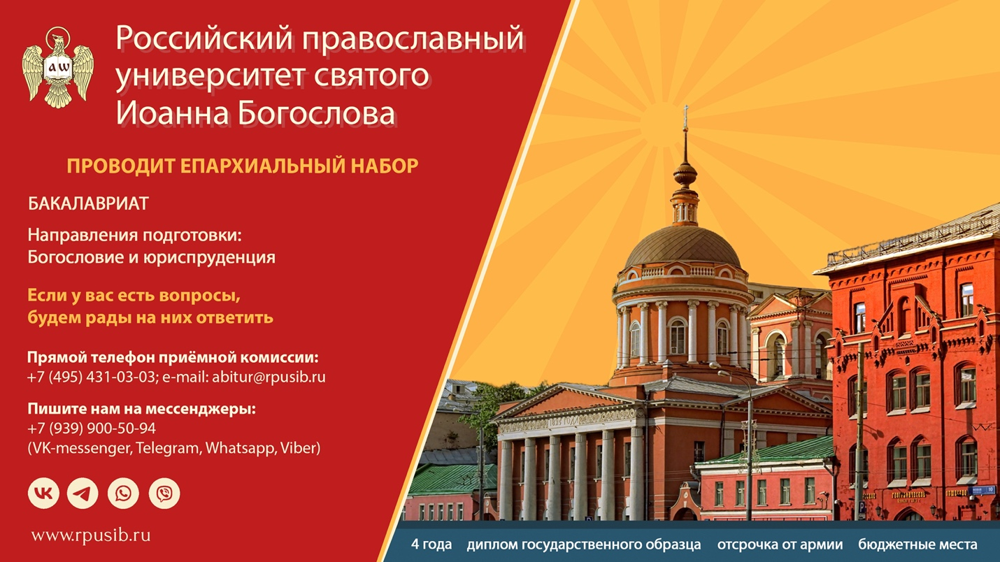 аw
Российский православный
университет святого
Иоанна Богослова
ПРОВОДИТ ЕПАРХИАЛЬНЫЙ НАБОР
БАКАЛАВРИАТ
Направления подготовки:
Богословие и юриспруденция
Если у вас есть вопросы,
будем рады на них ответить
Прямой телефон приёмной комиссии:
+7 (495) 431-03-03; e-mail: abitur@rpusib.ru
Пишите нам на мессенджеры:
+7 (939) 900-50-94
(VK-messenger, Telegram, Whatsapp, Viber)
www.rpusib.ru
4 года диплом государственного образца отсрочка от армии бюджетные места